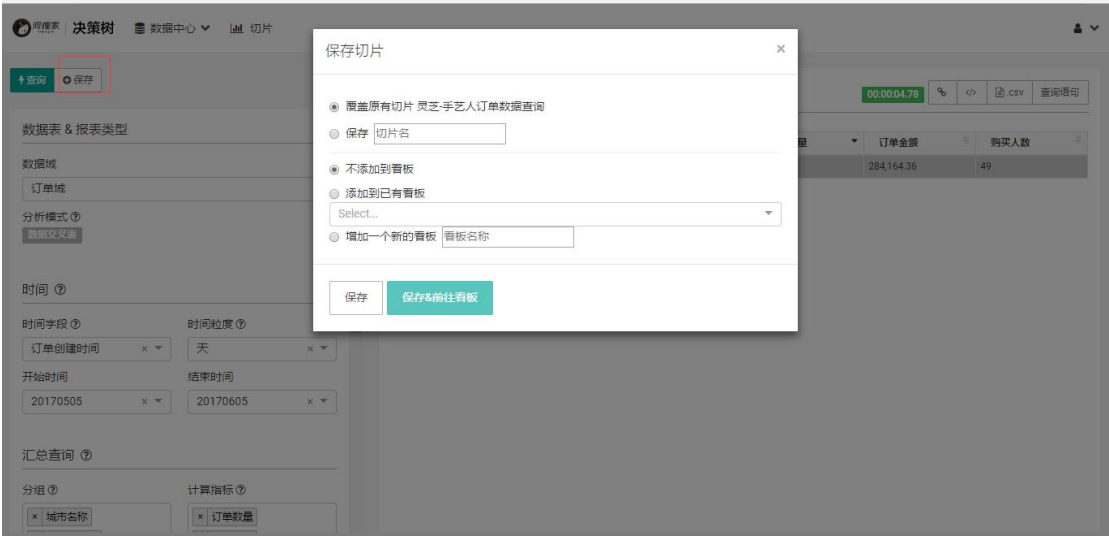 河狸家 决策树 数据中心 切片
查询 保存
保存切片
×
覆盖原有切片 灵芝-手艺人订单数据查询
保存 切片名
不添加到看板
添加到已有看板
Select...
增加一个新的看板 看板名称
保存 保存&前往看板
00:00:04.78 .csv 查询语句
量 订单金额 购买人数
284,164.36 49
数据表 & 报表类型
数据域
订单域
分析模式
数据交叉表
时间
时间字段 时间粒度
订单创建时间 × 天 ×
开始时间 结束时间
20170505 × 20170605 ×
汇总查询
分组 计算指标
× 城市名称 × 订单数量